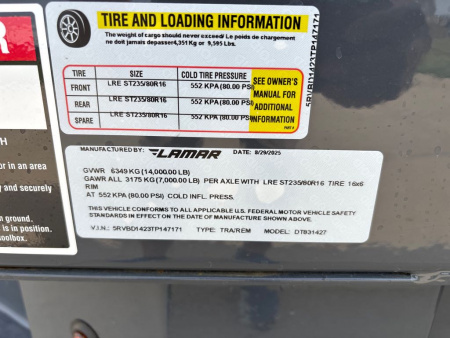 TIRE AND LOADING INFORMATION
The weight of cargo should never exceed/ Le poids de chargement
ne doit jamais depasser4,351 Kg or 9,595 Lbs.
TIRE SIZE COLD TIRE PRESSURE
FRONT LRE ST235/80R16 552 KPA (80.00 PSI
REAR LRE ST235/80R16 552 KPA (80.00 PSI
SPARE LRE ST235/80R16 552 KPA (80.00 PSI
SEE OWNER'S
MANUAL FOR
ADDITIONAL
INFORMATION
5RVBD1423TP147171
R
H
or in an area
d securely
us or
is in position.
oolbox.
MANUFACTURED BY: LAMAR DATE: 8/29/2025
GVWR 6349 KG (14,000.00 LB)
GAWR ALL 3175 KG (7,000.00 LB) PER AXLE WITH LRE ST235/80R16 TIRE 16x6
RIM
AT 552 KPA (80.00 PSI) COLD INFL. PRESS.
THIS VEHICLE CONFORMS TO ALL APPLICABLE U.S. FEDERAL MOTOR VEHICLE SAFETY
STANDARDS IN EFFECT ON THE DATE OF MANUFACTURE SHOWN ABOVE.
V.I.N.: 5RVBD1423TP147171 TYPE: TRA/REM MODEL: DT831427